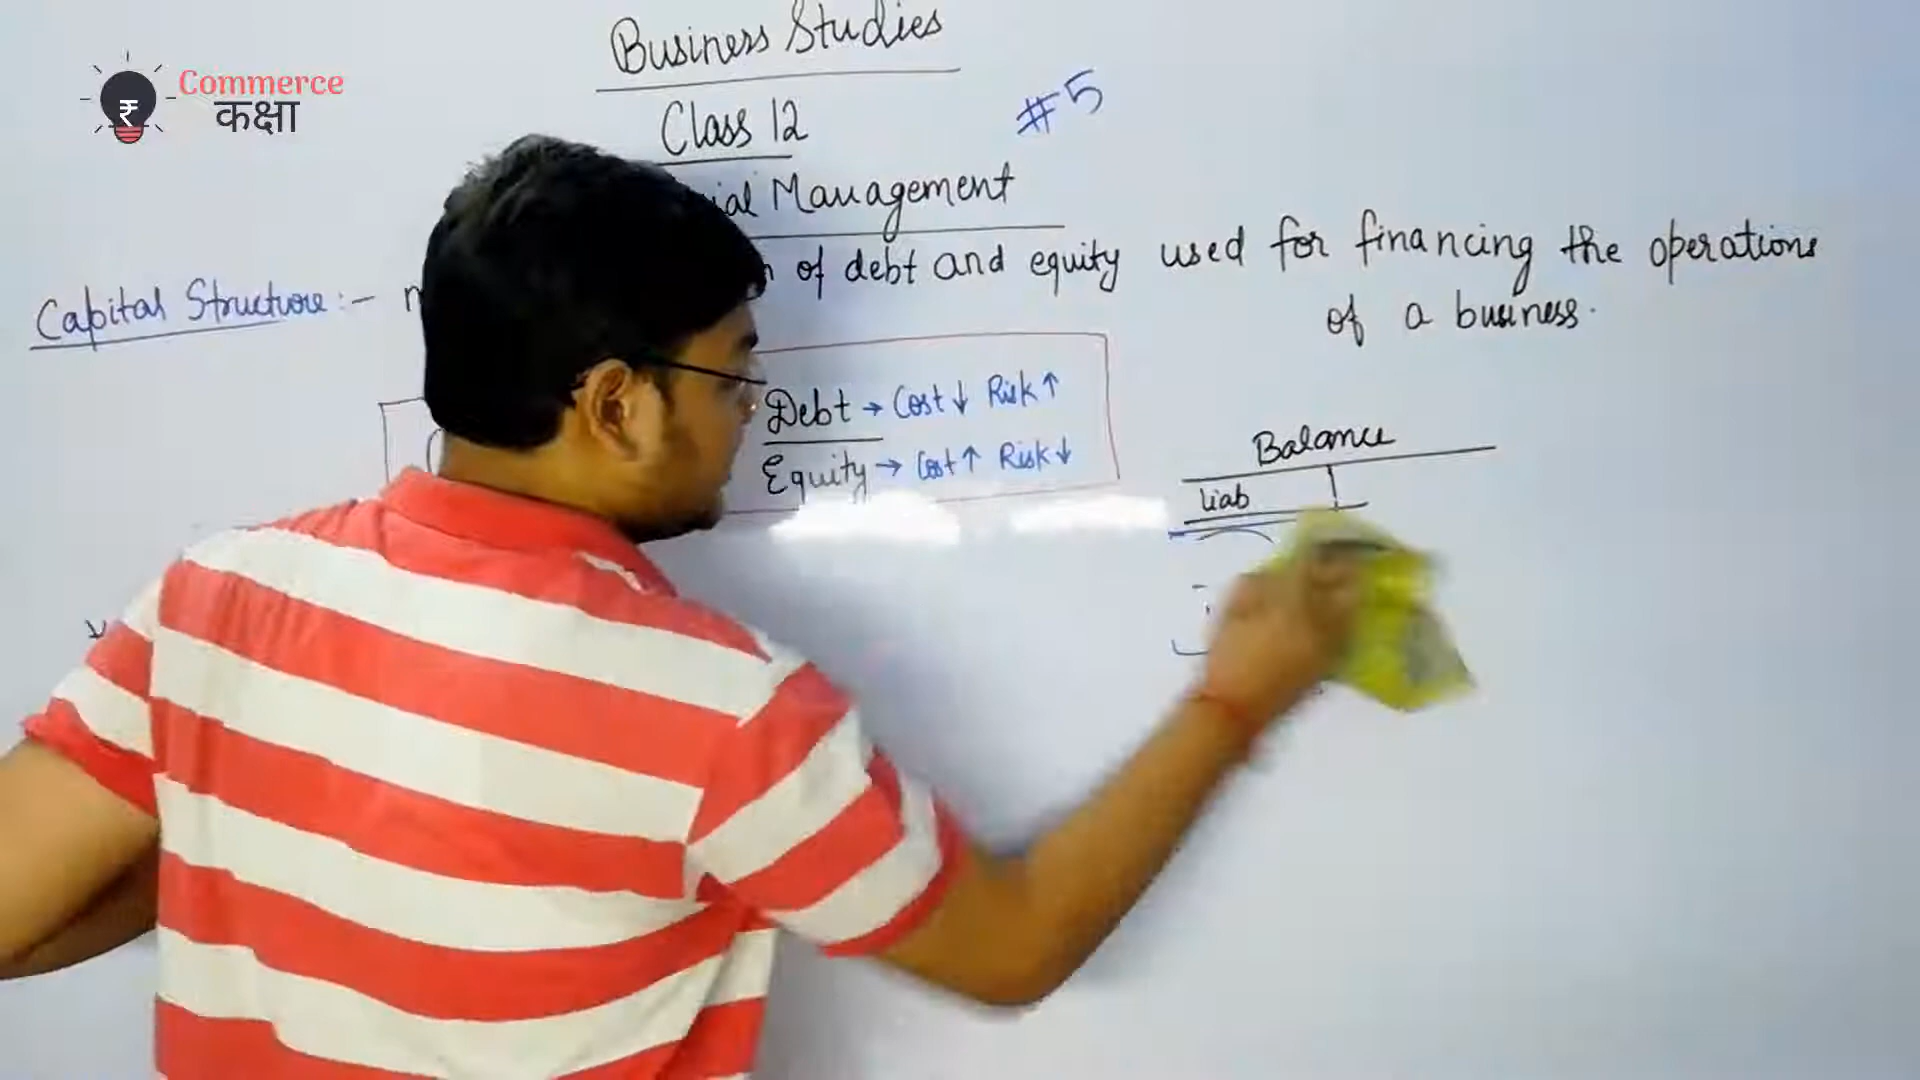 Commerce
कक्षा
Business Studies
Class 12
#5
Management
Capital Structure:-
of debt and equity used for financing the operations
of a business.
Debt → Cost ↓ Risk ↑
Equity → Cost ↑ Risk ↓
Balance
liab